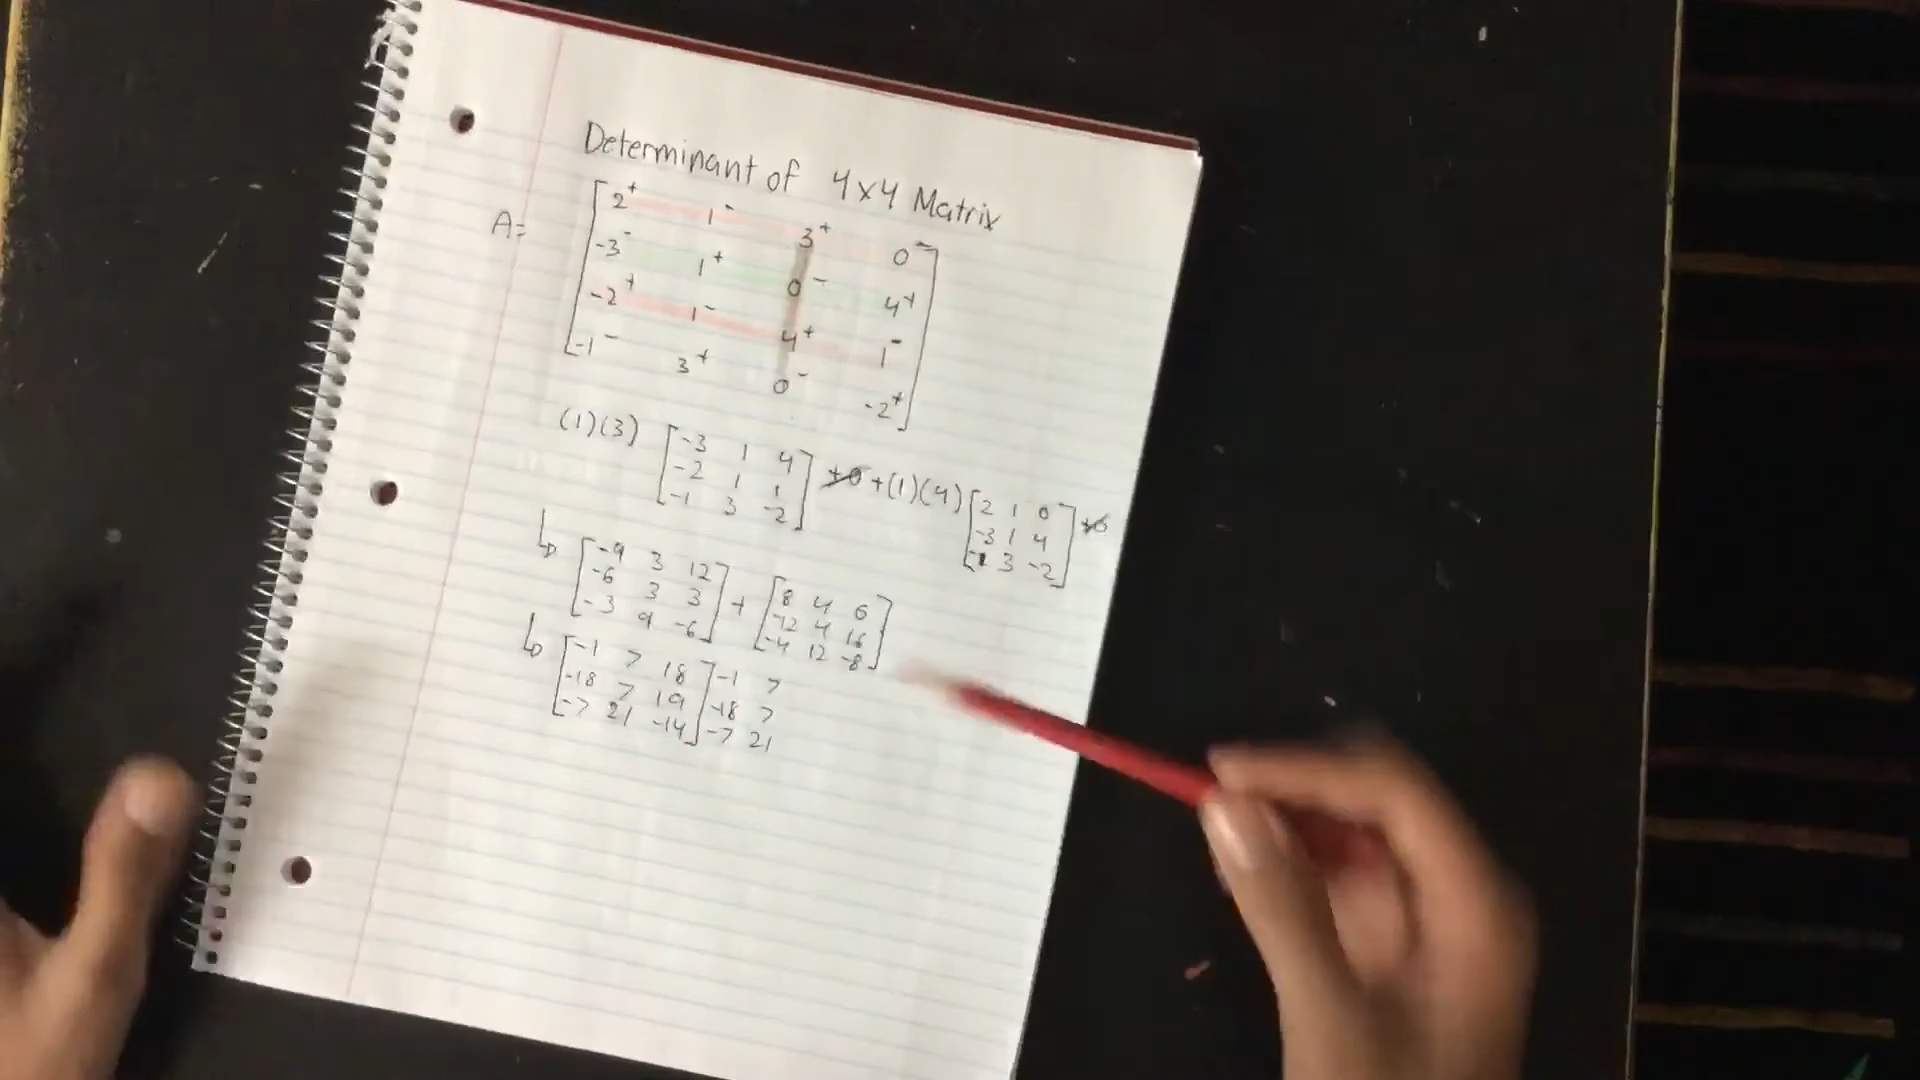 Determinant of 4x4 Matrix
A= [2⁺ 1⁻ 3⁺ 0⁻
-3⁻ 1⁺ 0⁻ 4⁺
-2⁺ 1⁻ 4⁺ 1⁻
-1⁻ 3⁺ 0⁻ -2⁺]
(1)(3) [-3 1 4 +0 +(1)(4) [2 1 0 +0
-2 1 1 -3 1 4
-1 3 -2] -1 3 -2]
[-9 3 12 + [8 4 6
-6 3 3 -12 4 16
-3 9 -6] -4 12 -8]
[-1 7 18 -1 7
-18 7 19 -18 7
-7 21 -14] -7 21